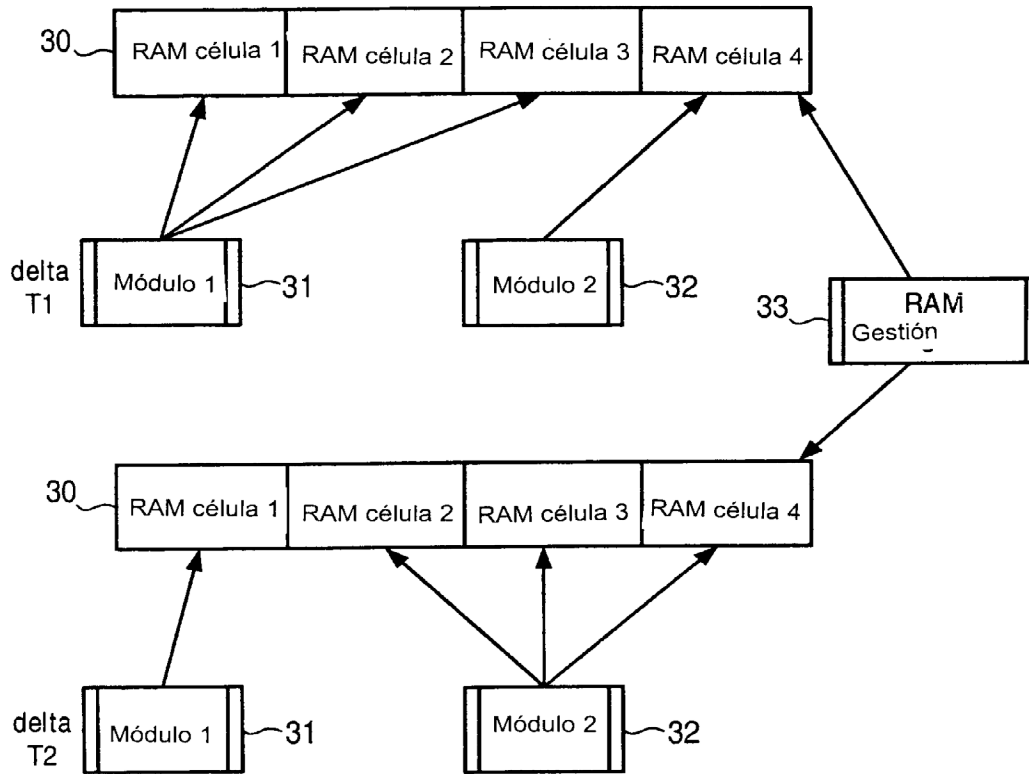 30
RAM célula 1
RAM célula 2
RAM célula 3
RAM célula 4
delta
T1
Módulo 1
31
Módulo 2
32
33
RAM
Gestión
30
RAM célula 1
RAM célula 2
RAM célula 3
RAM célula 4
delta
T2
Módulo 1
31
Módulo 2
32